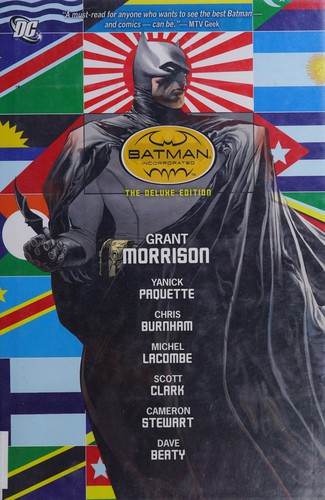 DC
"A must-read for anyone who wants to see the best Batman —
and comics — can be."— MTV Geek
BATMAN
INCORPORATED
THE DELUXE EDITION
GRANT
MORRISON
YANICK
PAQUETTE
CHRIS
BURNHAM
MICHEL
LACOMBE
SCOTT
CLARK
CAMERON
STEWART
DAVE
BEATY